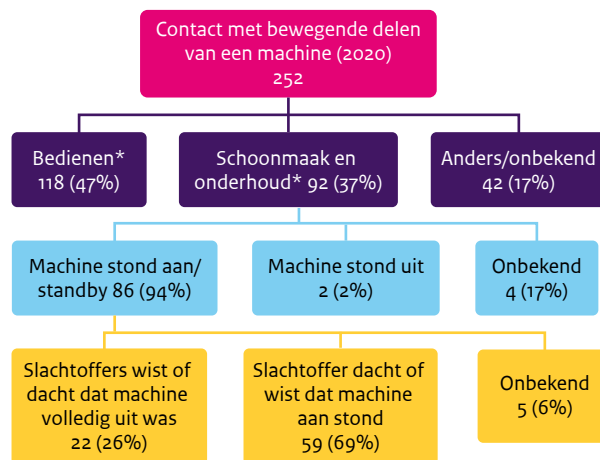 Contact met bewegende delen
van een machine (2020)
252
Bedienen*
118 (47%)
Schoonmaak en
onderhoud* 92 (37%)
Anders/onbekend
42 (17%)
Machine stond aan/
standby 86 (94%)
Machine stond uit
2 (2%)
Onbekend
4 (17%)
Slachtoffers wist of
dacht dat machine
volledig uit was
22 (26%)
Slachtoffer dacht of
wist dat machine
aan stond
59 (69%)
Onbekend
5 (6%)